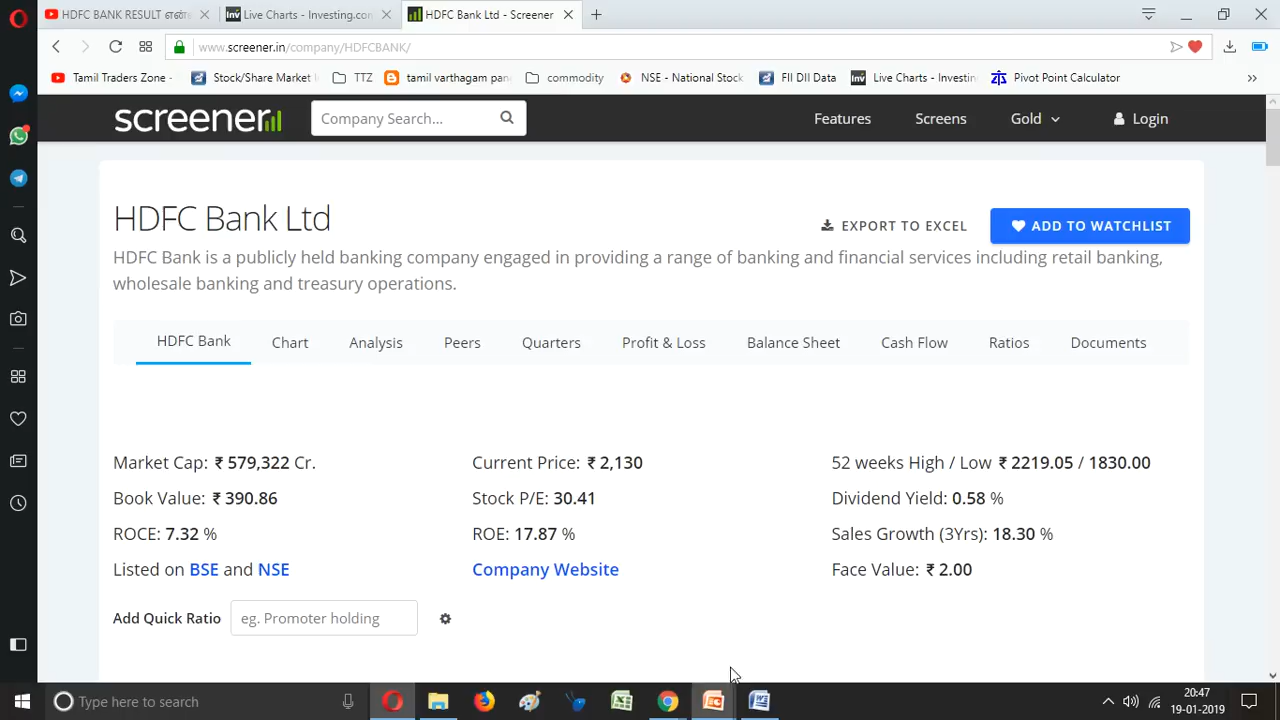 HDFC BANK RESULT என்ன
Live Charts - Investing.con
HDFC Bank Ltd - Screener
www.screener.in/company/HDFCBANK/
Tamil Traders Zone -
Stock/Share Market
TTZ
tamil varthagam pan
commodity
NSE - National Stock
FII DII Dasa
Live Charts - Investin
Pivot Point Calculator
screener
Company Search...
Features
Screens
Gold
Login
HDFC Bank Ltd
EXPORT TO EXCEL
ADD TO WATCHLIST
HDFC Bank is a publicly held banking company engaged in providing a range of banking and financial services including retail banking,
wholesale banking and treasury operations.
HDFC Bank
Chart
Analysis
Peers
Quarters
Profit & Loss
Balance Sheet
Cash Flow
Ratios
Documents
Market Cap: ₹ 579,322 Cr.
Current Price: ₹ 2,130
52 weeks High / Low ₹ 2219.05 / 1830.00
Book Value: ₹ 390.86
Stock P/E: 30.41
Dividend Yield: 0.58 %
ROCE: 7.32 %
ROE: 17.87 %
Sales Growth (3Yrs): 18.30 %
Listed on BSE and NSE
Company Website
Face Value: ₹ 2.00
Add Quick Ratio
eg. Promoter holding
Type here to search
20:47
19-01-2019